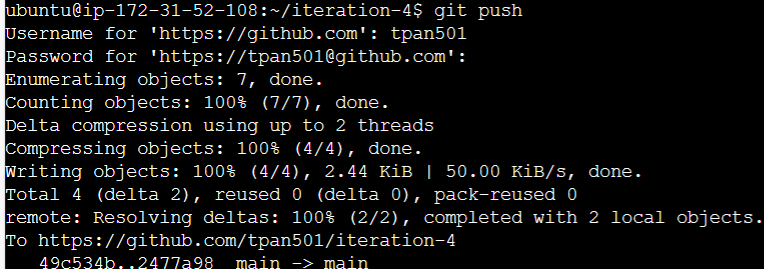 ubuntu@ip-172-31-52-108:~/iteration-4$ git push
Username for 'https://github.com': tpan501
Password for 'https://tpan501@github.com':
Enumerating objects: 7, done.
Counting objects: 100% (7/7), done.
Delta compression using up to 2 threads
Compressing objects: 100% (4/4), done.
Writing objects: 100% (4/4), 2.44 KiB | 50.00 KiB/s, done.
Total 4 (delta 2), reused 0 (delta 0), pack-reused 0
remote: Resolving deltas: 100% (2/2), completed with 2 local objects.
To https://github.com/tpan501/iteration-4
   49c534b..2477a98  main -> main